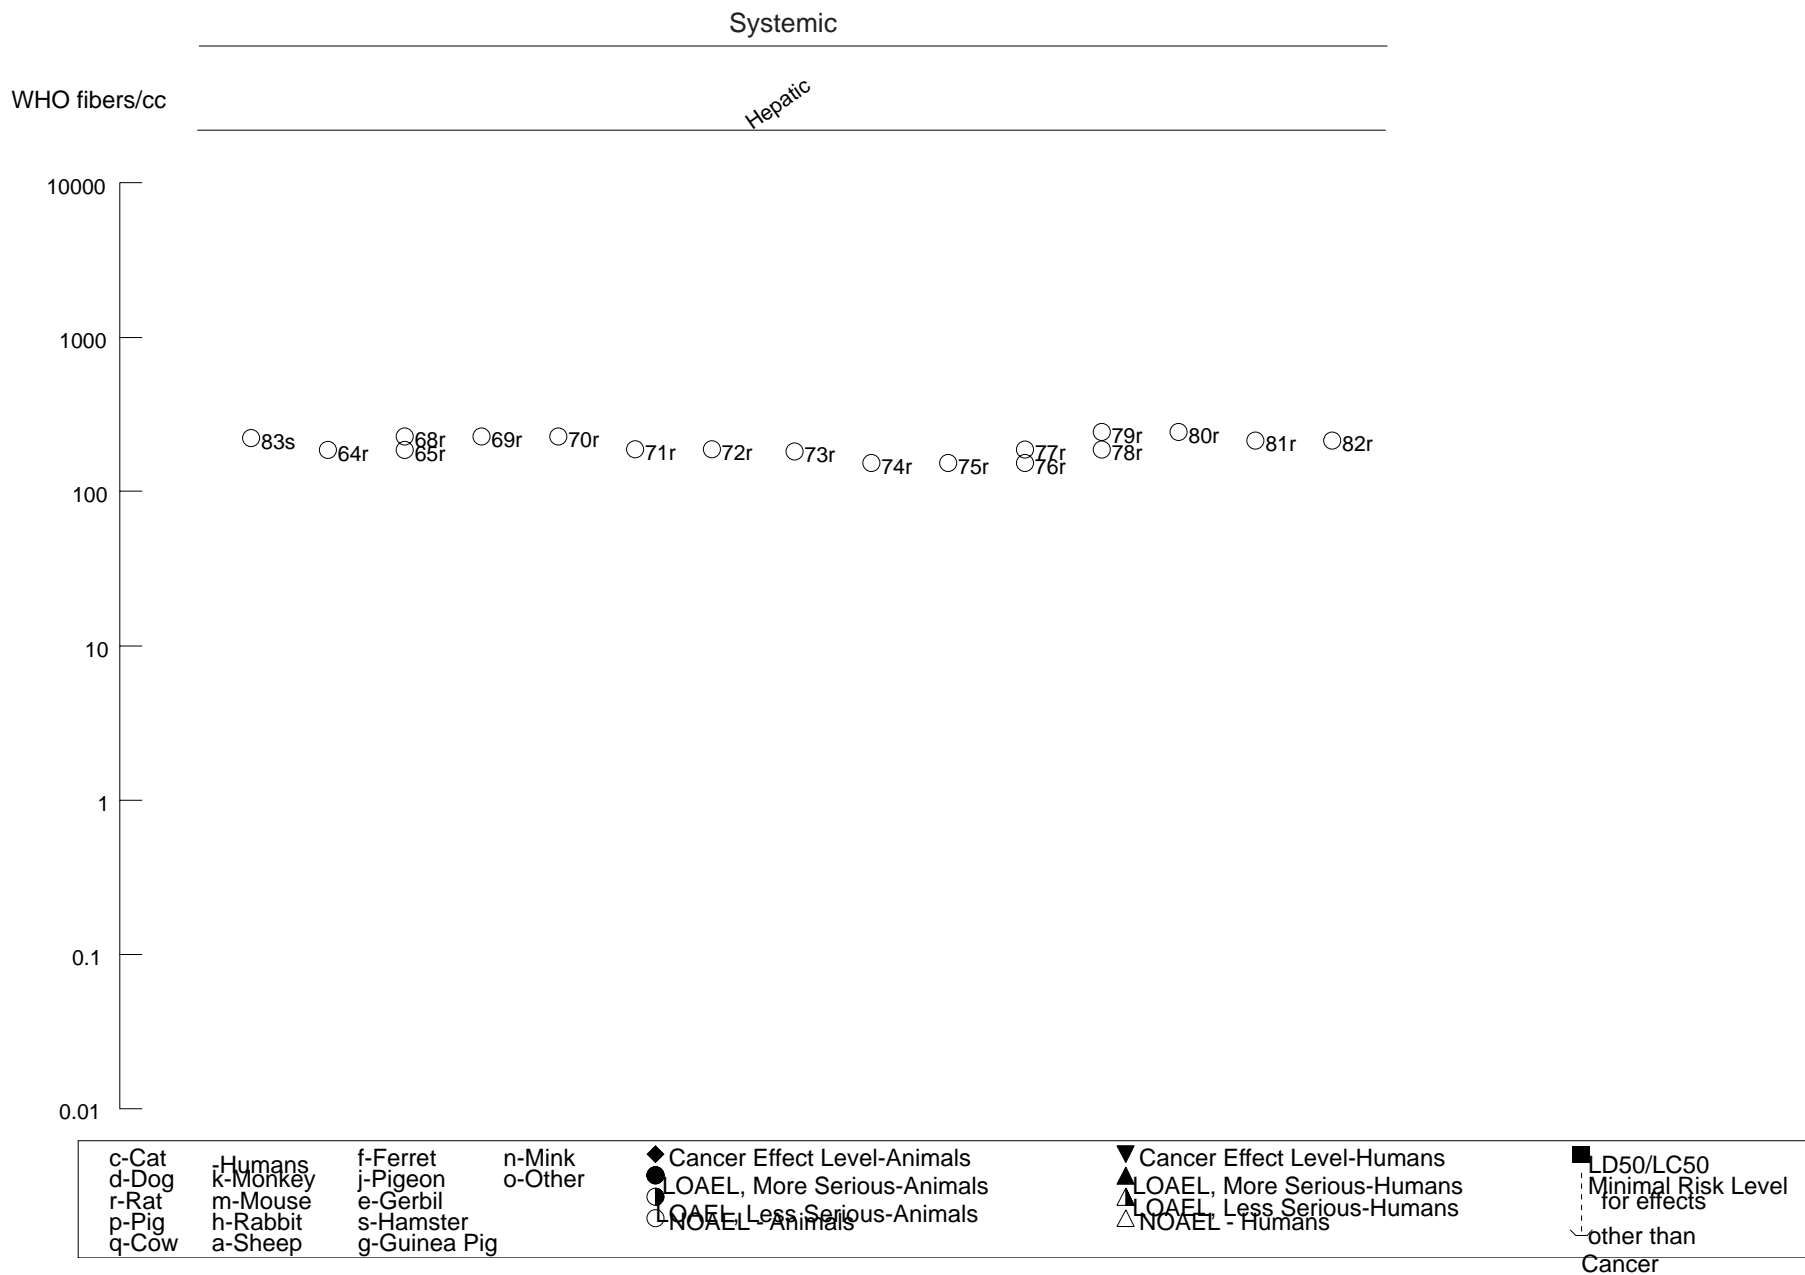 Systemic
WHO fibers/cc
Hepatic
10000
1000
83s
64r
68r
65r
69r
70r
71r
72r
73r
74r
75r
77r
76r
79r
78r
80r
81r
82r
100
10
1
0.1
0.01
c-Cat
d-Dog
r-Rat
p-Pig
q-Cow
-Humans
k-Monkey
m-Mouse
h-Rabbit
a-Sheep
f-Ferret
j-Pigeon
e-Gerbil
s-Hamster
g-Guinea Pig
n-Mink
o-Other
Cancer Effect Level-Animals
LOAEL, More Serious-Animals
LOAEL, Less Serious-Animals
NOAEL - Animals
Cancer Effect Level-Humans
LOAEL, More Serious-Humans
LOAEL, Less Serious-Humans
NOAEL - Humans
LD50/LC50
Minimal Risk Level
for effects
other than
Cancer